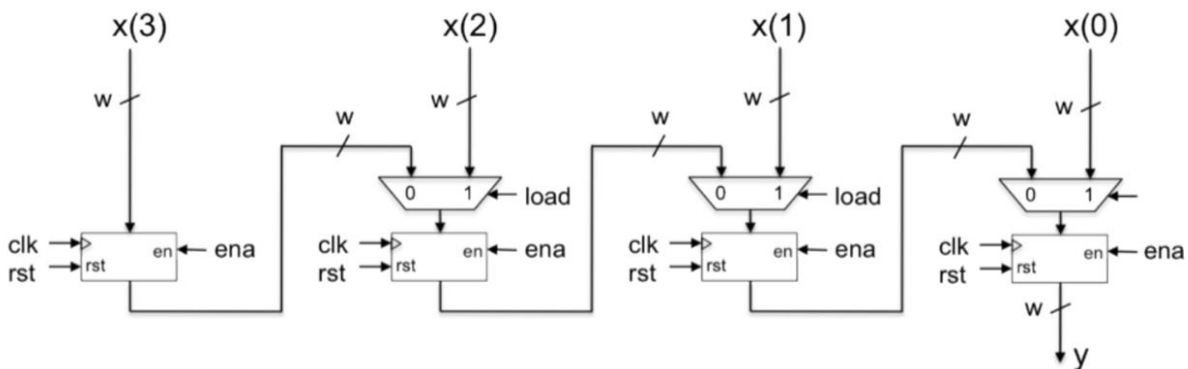 x(3) x(2) x(1) x(0)
w w w w
w w w
0 1 load 0 1 load 0 1
clk rst rst en ena clk rst rst en ena clk rst rst en ena clk rst rst en ena
w
y